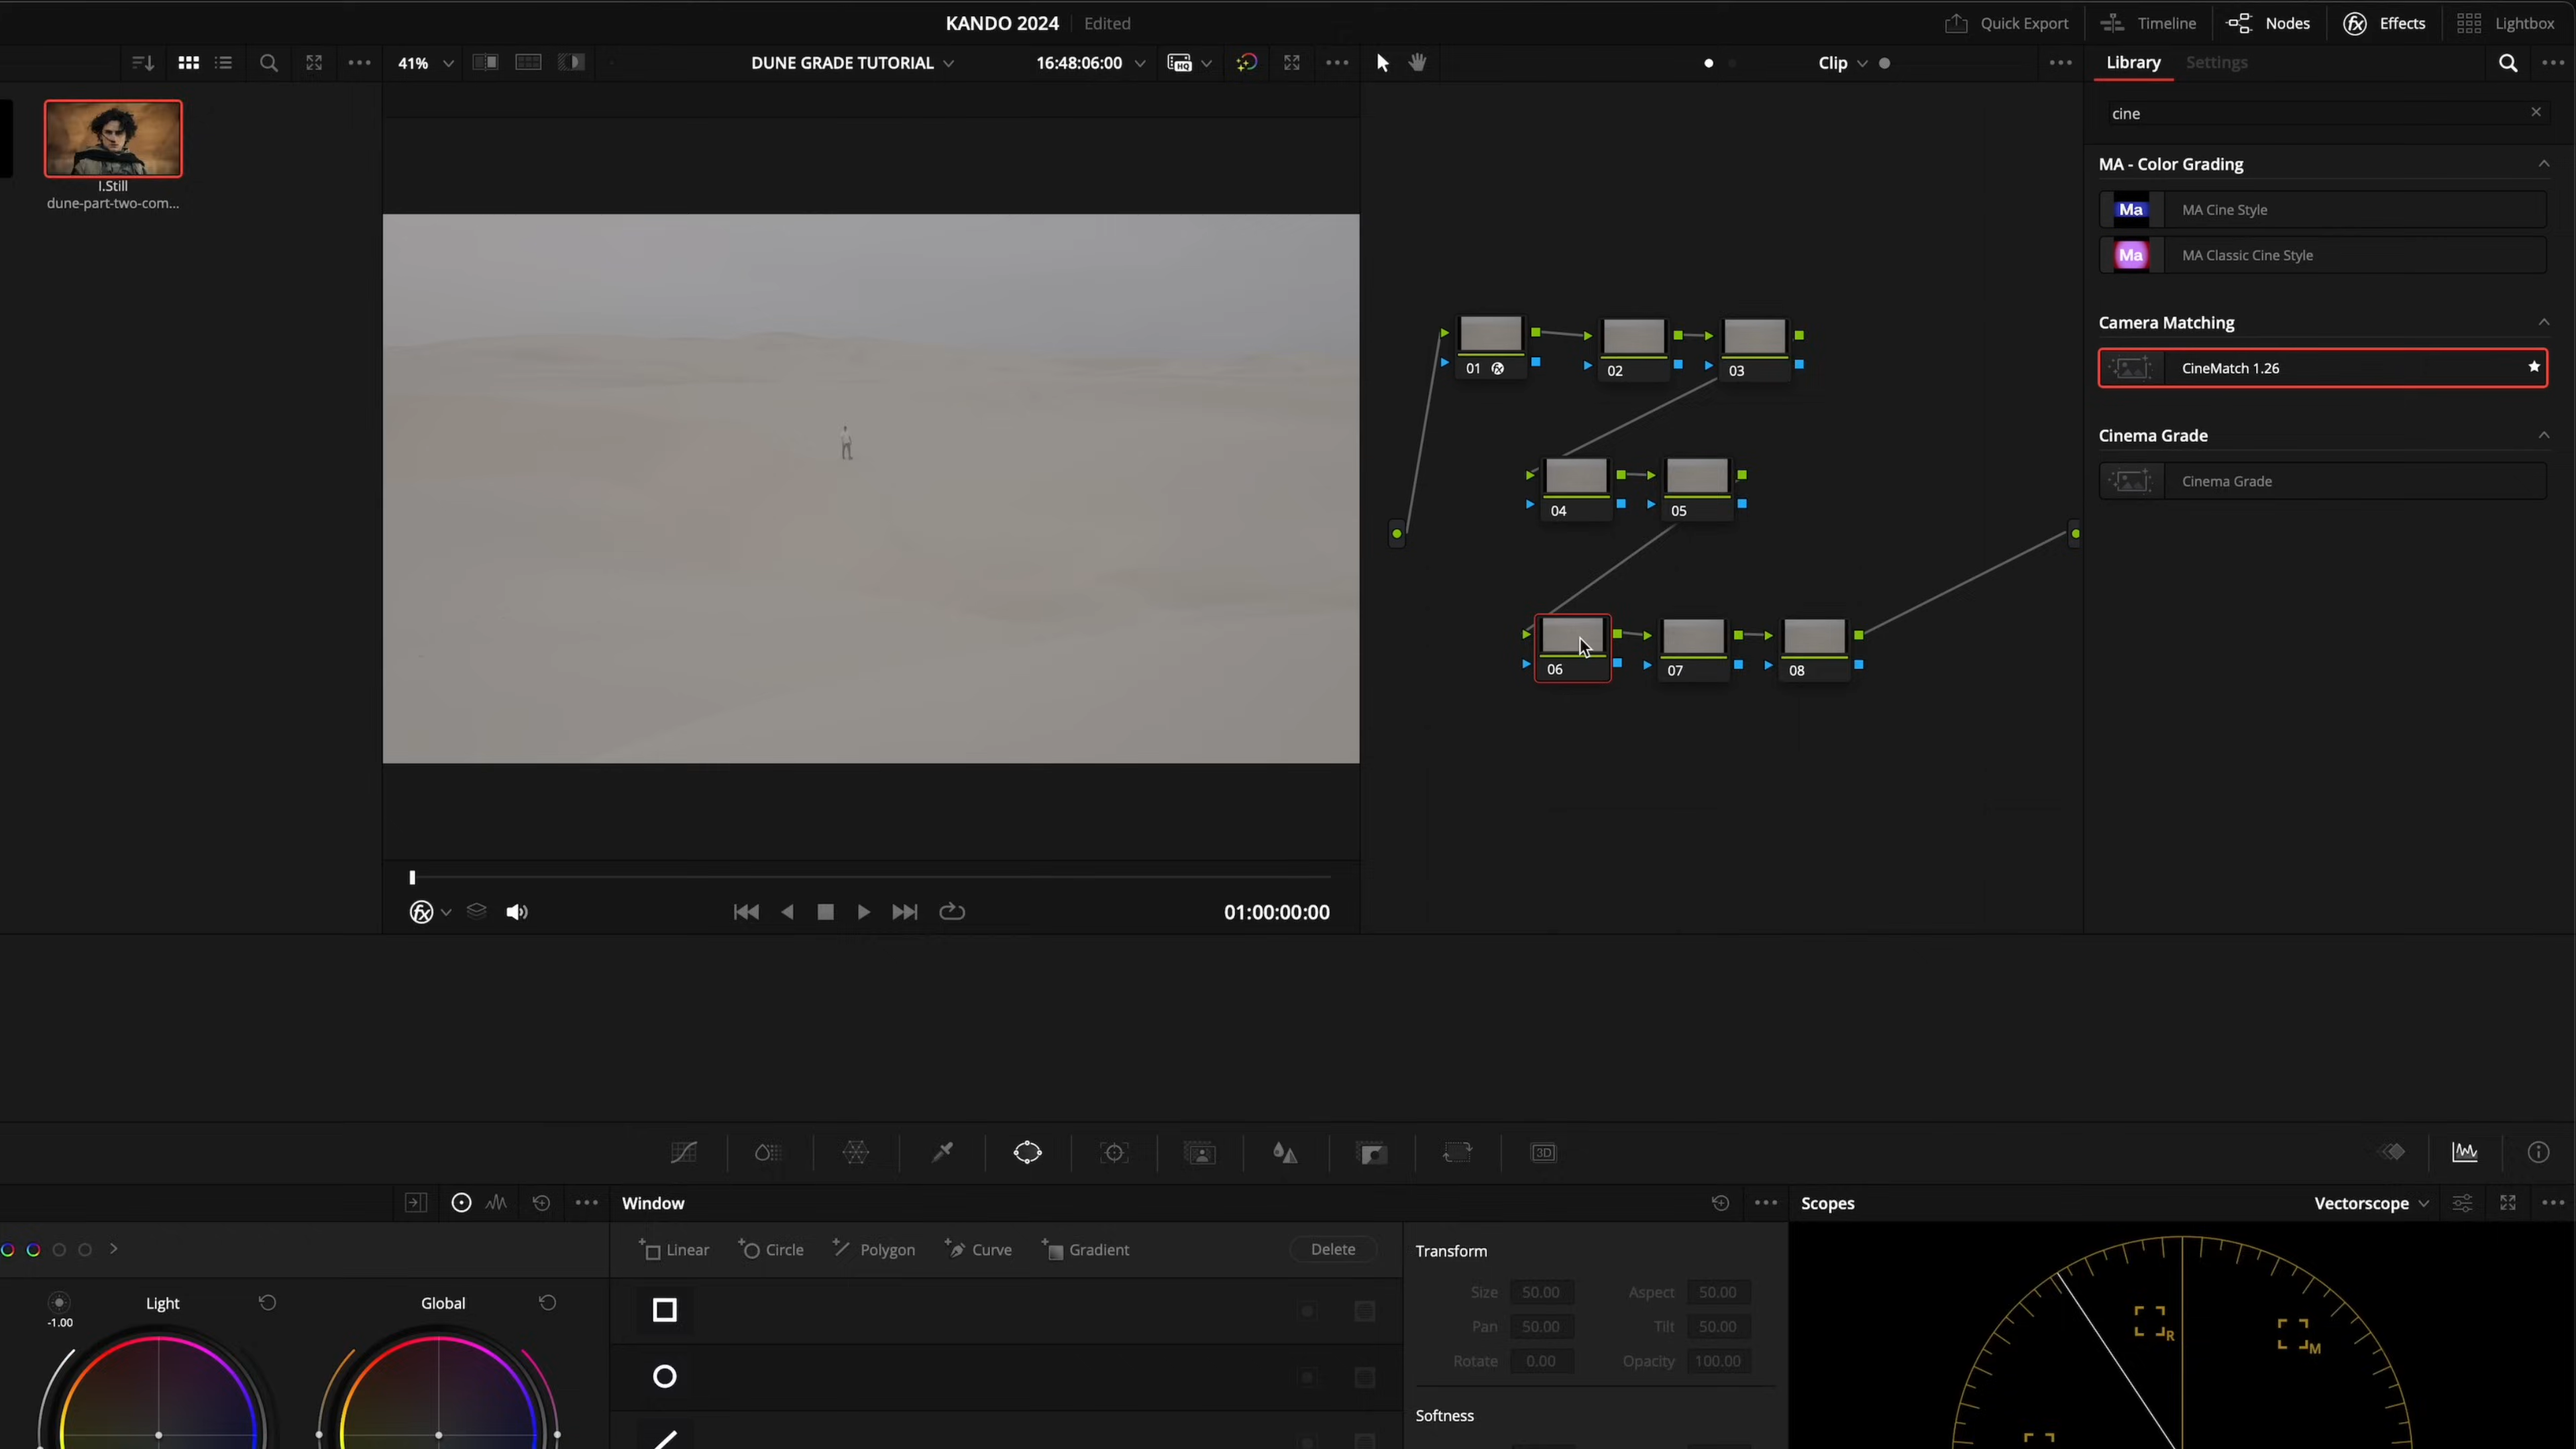 KANDO 2024 Edited
Quick Export Timeline Nodes Effects Lightbox
41% DUNE GRADE TUTORIAL 16:48:06:00 HQ Clip Library Settings
cine
MA - Color Grading
Ma MA Cine Style
Ma MA Classic Cine Style
Camera Matching
CineMatch 1.26
Cinema Grade
Cinema Grade
I.Still
dune-part-two-com...
01 fx
02
03
04
05
06
07
08
fx 01:00:00:00
3D
Window
Scopes Vectorscope
Linear Circle Polygon Curve Gradient Delete
Transform
Size 50.00 Aspect 50.00
Pan 50.00 Tilt 50.00
Rotate 0.00 Opacity 100.00
Softness
Light Global
-1.00
R
M